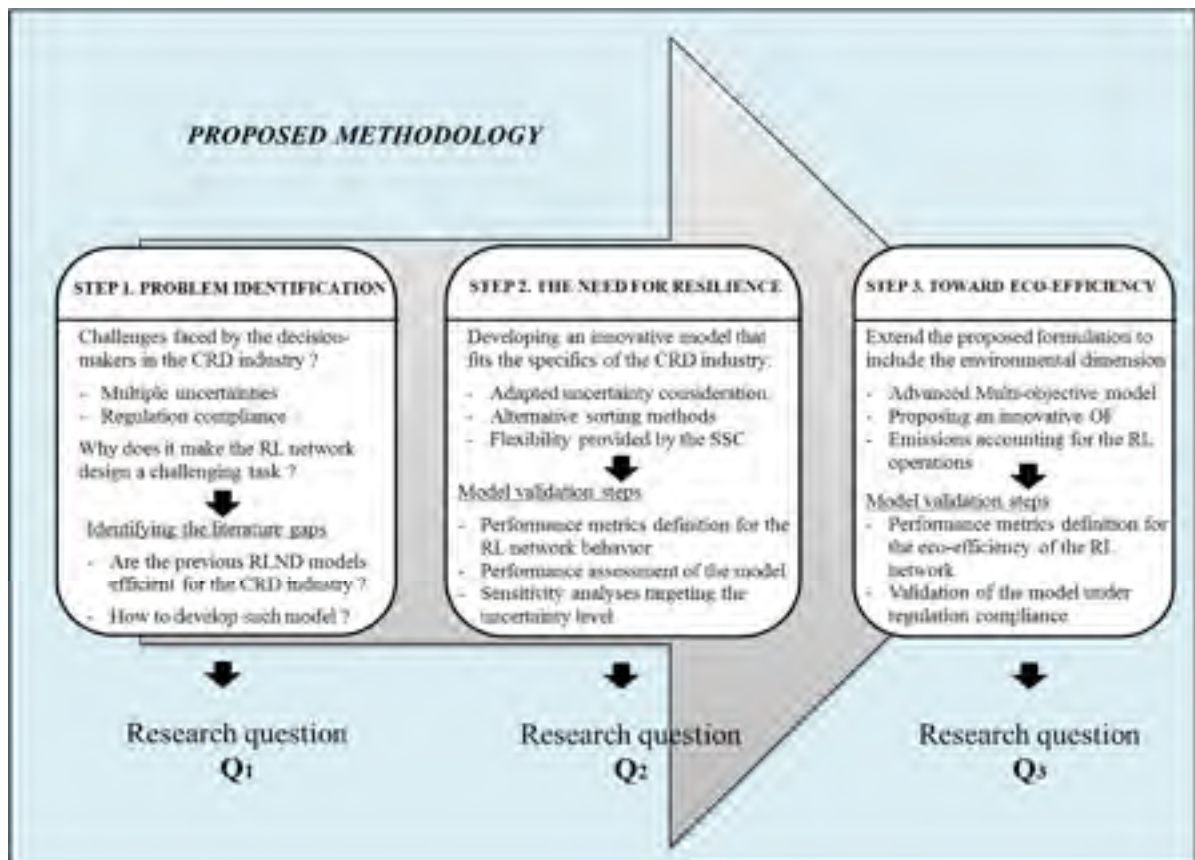 PROPOSED METHODOLOGY
STEP 1. PROBLEM IDENTIFICATION
Challenges faced by the decision-
makers in the CRD industry ?
- Multiple uncertainties
- Regulation compliance
Why does it make the RL network
design a challenging task ?
Identifying the literature gaps
- Are the previous RLND models
efficient for the CRD industry ?
- How to develop such model ?
Research question
Q1
STEP 2. THE NEED FOR RESILIENCE
Developing an innovative model that
fits the specifics of the CRD industry:
- Adapted uncertainty consideration
- Alternative sorting methods
- Flexibility provided by the SSC
Model validation steps
- Performance metrics definition for the
RL network behavior
- Performance assessment of the model
- Sensitivity analyses targeting the
uncertainty level
Research question
Q2
STEP 3. TOWARD ECO-EFFICIENCY
Extend the proposed formulation to
include the environmental dimension
- Advanced Multi-objective model
- Proposing an innovative OF
- Emissions accounting for the RL
operations
Model validation steps
- Performance metrics definition for
the eco-efficiency of the RL
network
- Validation of the model under
regulation compliance
Research question
Q3